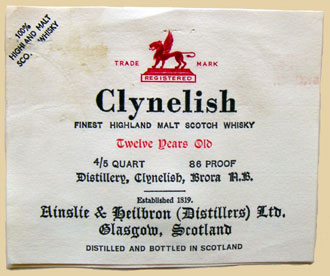 100%
HIGHLAND MALT
SCO. WHISKY
TRADE MARK
REGISTERED
Clynelish
FINEST HIGHLAND MALT SCOTCH WHISKY
Twelve Years Old
4/5 QUART 86 PROOF
Distillery, Clynelish, Brora N.B.
Established 1819.
Ainslie & Heilbron (Distillers) Ltd.
Glasgow, Scotland
DISTILLED AND BOTTLED IN SCOTLAND